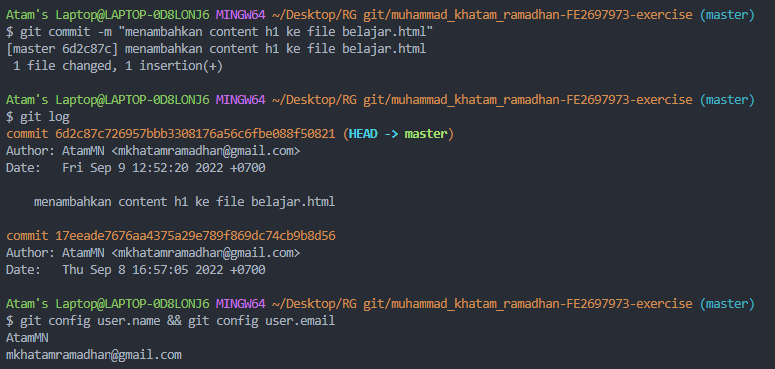 Atam's Laptop@LAPTOP-0D8LONJ6 MINGW64 ~/Desktop/RG git/muhammad_khatam_ramadhan-FE2697973-exercise (master)
$ git commit -m "menambahkan content h1 ke file belajar.html"
[master 6d2c87c] menambahkan content h1 ke file belajar.html
 1 file changed, 1 insertion(+)
Atam's Laptop@LAPTOP-0D8LONJ6 MINGW64 ~/Desktop/RG git/muhammad_khatam_ramadhan-FE2697973-exercise (master)
$ git log
commit 6d2c87c726957bbb3308176a56c6fbe088f50821 (HEAD -> master)
Author: AtamMN <mkhatamramadhan@gmail.com>
Date:   Fri Sep 9 12:52:20 2022 +0700
    menambahkan content h1 ke file belajar.html
commit 17eeade7676aa4375a29e789f869dc74cb9b8d56
Author: AtamMN <mkhatamramadhan@gmail.com>
Date:   Thu Sep 8 16:57:05 2022 +0700
Atam's Laptop@LAPTOP-0D8LONJ6 MINGW64 ~/Desktop/RG git/muhammad_khatam_ramadhan-FE2697973-exercise (master)
$ git config user.name && git config user.email
AtamMN
mkhatamramadhan@gmail.com